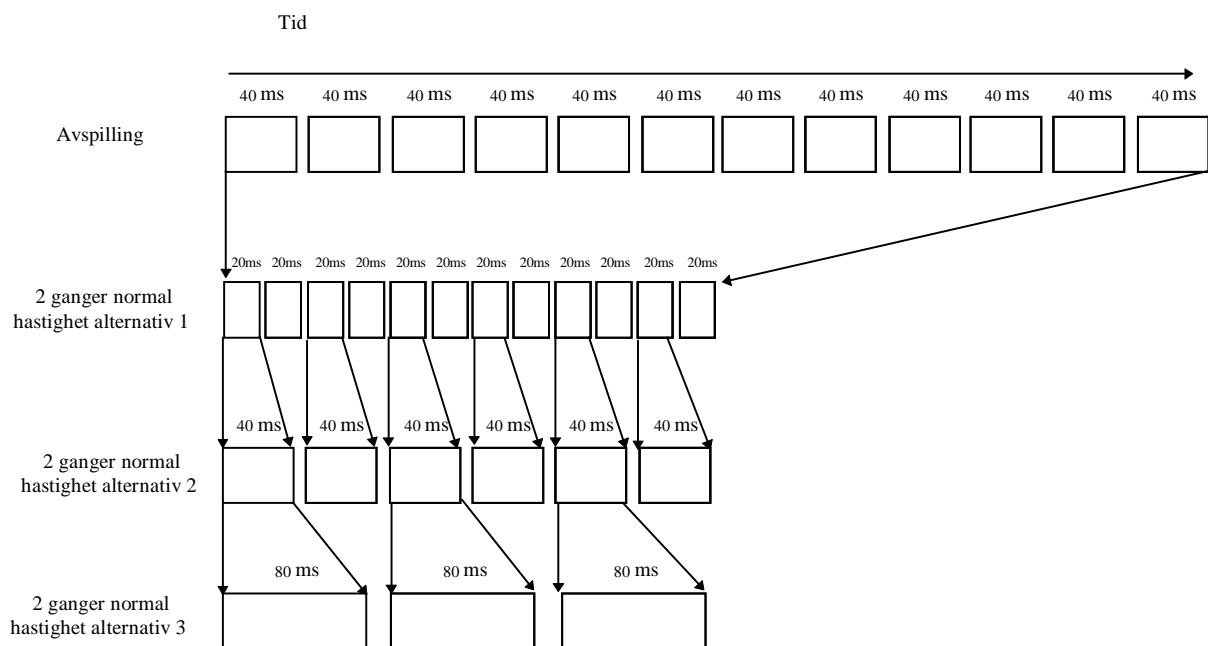 Tid
40 ms 40 ms 40 ms 40 ms 40 ms 40 ms 40 ms 40 ms 40 ms 40 ms 40 ms 40 ms
Avspilling
20ms 20ms 20ms 20ms 20ms 20ms 20ms 20ms 20ms 20ms 20ms 20ms
2 ganger normal
hastighet alternativ 1
40 ms 40 ms 40 ms 40 ms 40 ms 40 ms
2 ganger normal
hastighet alternativ 2
80 ms 80 ms 80 ms
2 ganger normal
hastighet alternativ 3